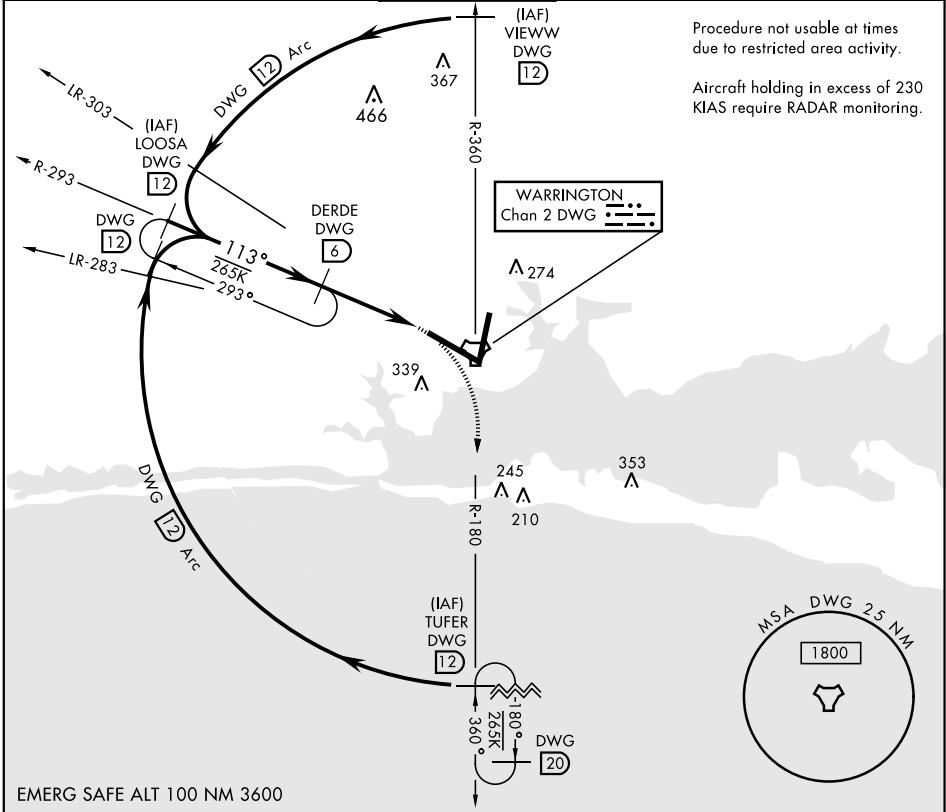 (IAF)
VIEWW
DWG
12
Procedure not usable at times
due to restricted area activity.
Aircraft holding in excess of 230
KIAS require RADAR monitoring.
DWG 12 Arc
367
466
LR-303
(IAF)
LOOSA
DWG
12
R-360
R-293
WARRINGTON
Chan 2 DWG
DERDE
DWG
6
DWG
12
113°
265K
293°
LR-283
274
339
245
353
210
R-180
DWG 12 Arc
(IAF)
TUFER
DWG
12
MSA DWG 25 NM
1800
360°
180°
265K
DWG
20
EMERG SAFE ALT 100 NM 3600